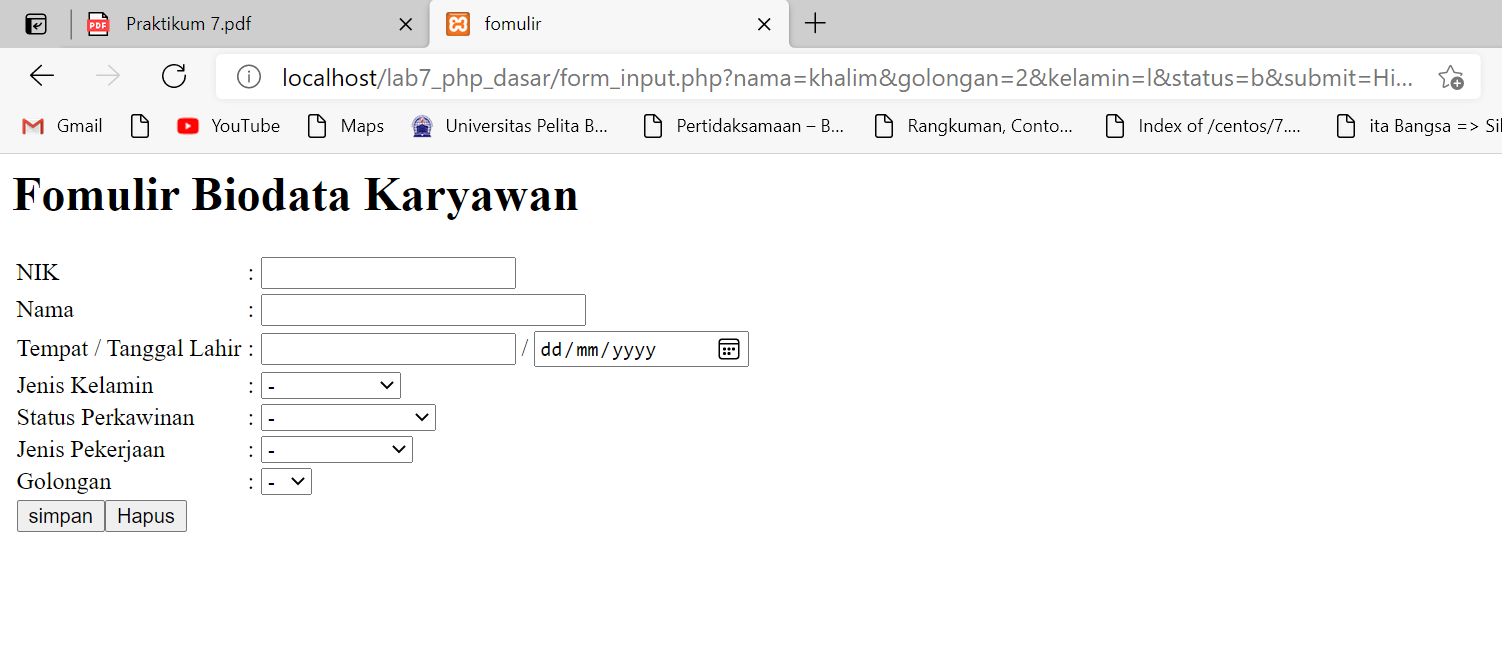 Praktikum 7.pdf
fomulir
localhost/lab7_php_dasar/form_input.php?nama=khalim&golongan=2&kelamin=l&status=b&submit=Hi...
Gmail YouTube Maps Universitas Pelita B... Pertidaksamaan – B... Rangkuman, Conto... Index of /centos/7.... ita Bangsa => Sil
Fomulir Biodata Karyawan
NIK :
Nama :
Tempat / Tanggal Lahir : / dd/mm/yyyy
Jenis Kelamin : -
Status Perkawinan : -
Jenis Pekerjaan : -
Golongan : -
simpan Hapus